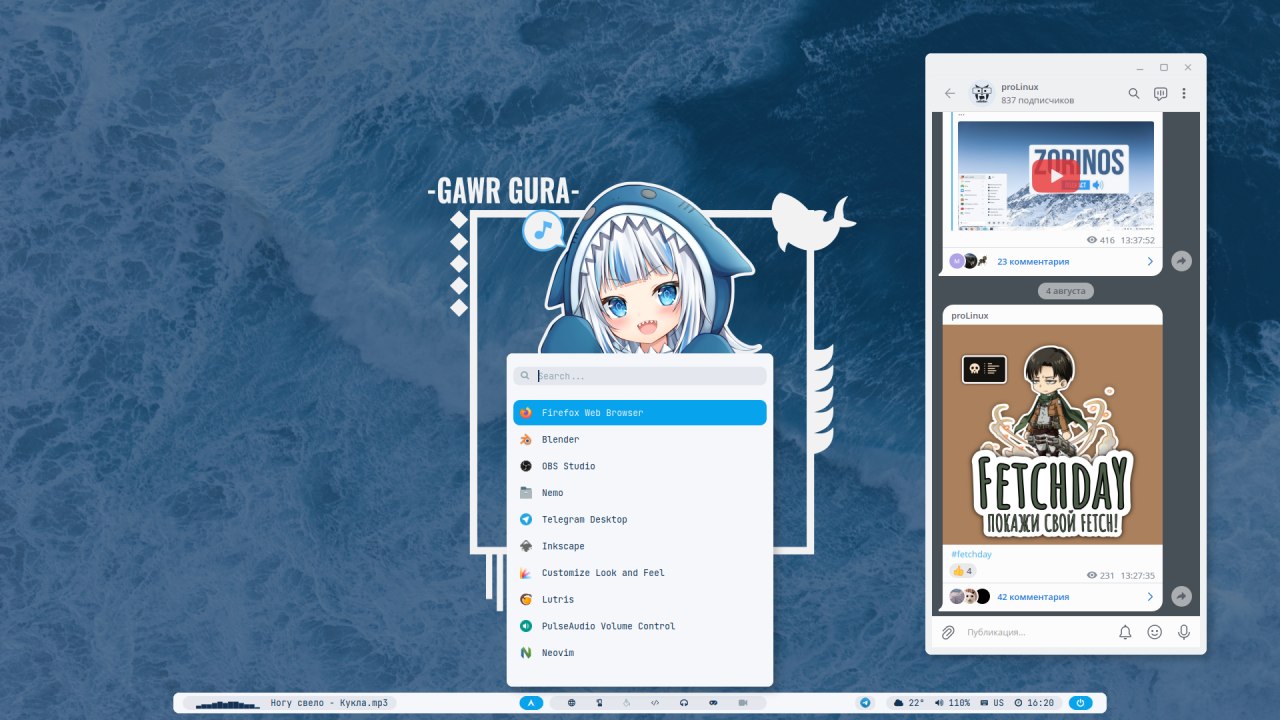 -GAWR GURA-
Search...
Firefox Web Browser
Blender
OBS Studio
Nemo
Telegram Desktop
Inkscape
Customize Look and Feel
Lutris
PulseAudio Volume Control
Neovim
proLinux
837 подписчиков
ZORINOS
416 13:37:52
M
23 комментария
4 августа
proLinux
FETCHDAY
ПОКАЖИ СВОЙ FETCH!
#fetchday
4
231 13:27:35
42 комментария
Публикация...
Ногу свело - Кукла.mp3
22° 110% US 16:20